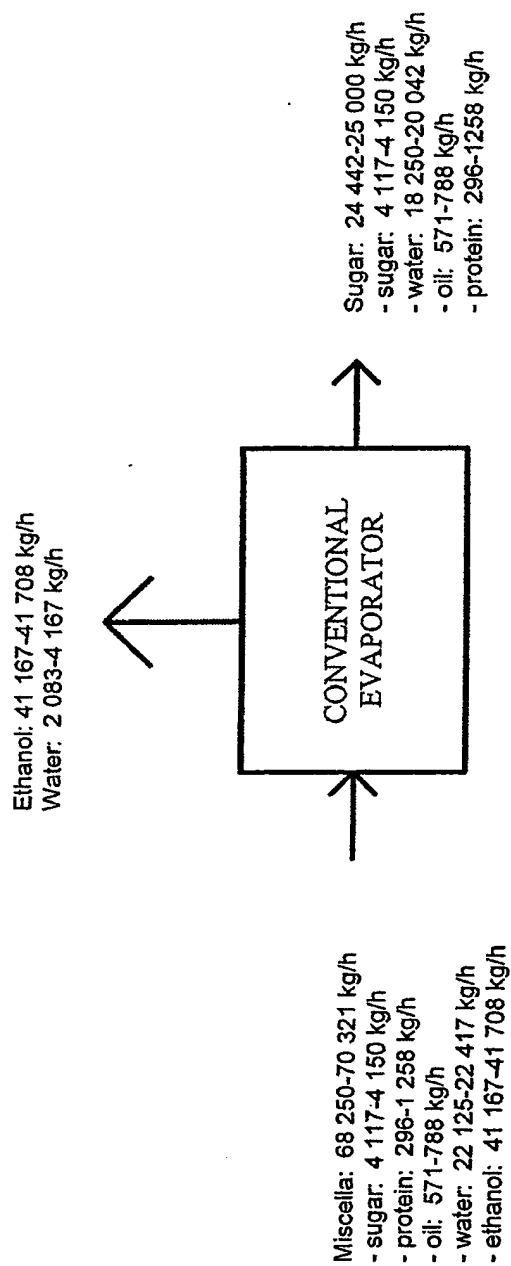 Ethanol: 41 167-41 708 kg/h
Water: 2 083-4 167 kg/h
Miscella: 68 250-70 321 kg/h
- sugar: 4 117-4 150 kg/h
- protein: 296-1 258 kg/h
- oil: 571-788 kg/h
- water: 22 125-22 417 kg/h
- ethanol: 41 167-41 708 kg/h
CONVENTIONAL
EVAPORATOR
Sugar: 24 442-25 000 kg/h
- sugar: 4 117-4 150 kg/h
- water: 18 250-20 042 kg/h
- oil: 571-788 kg/h
- protein: 296-1258 kg/h